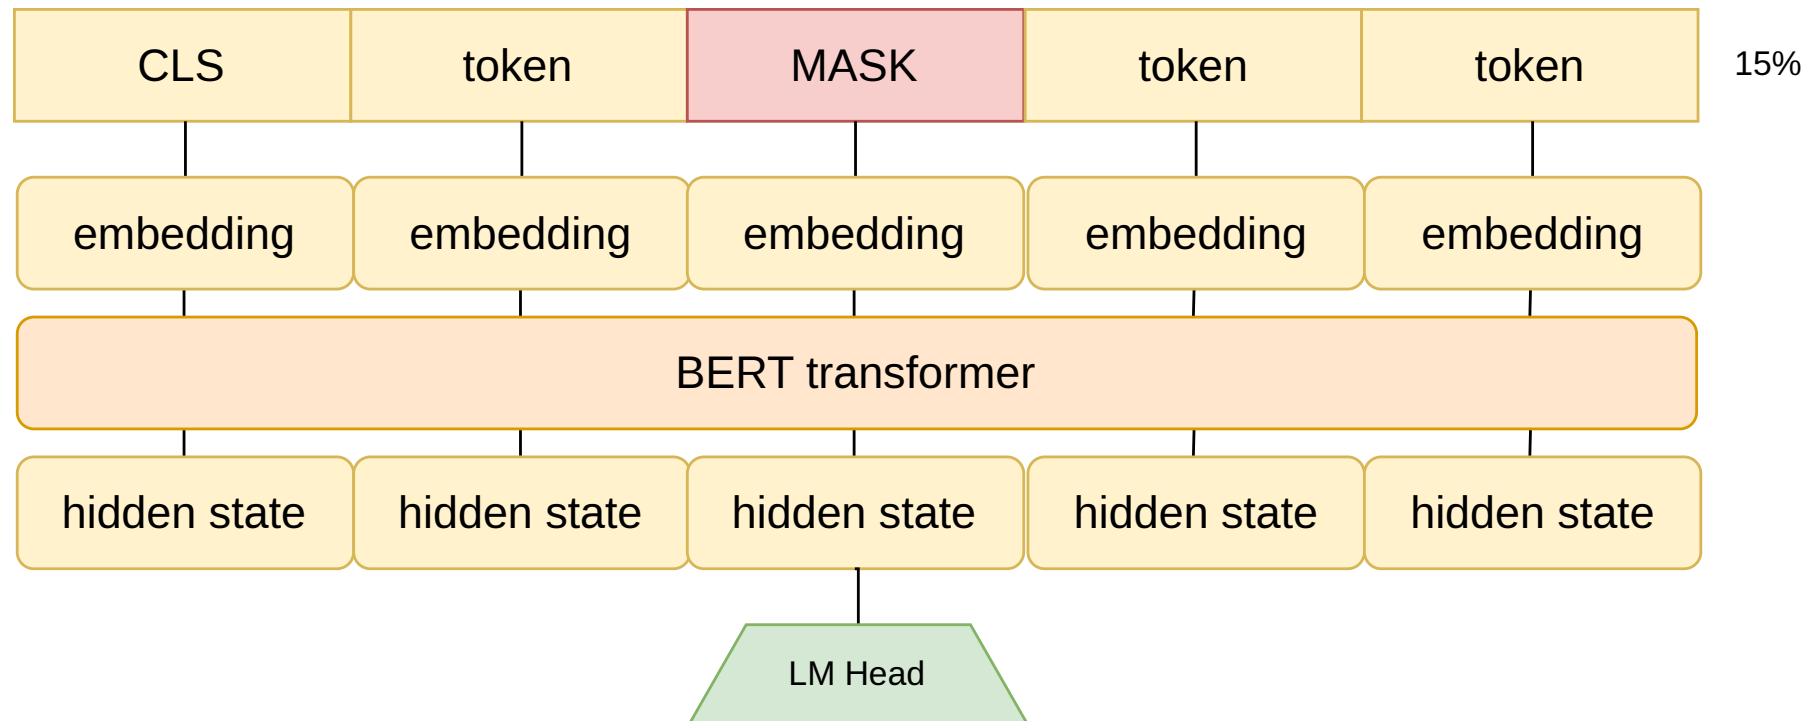 CLS token MASK token token 15%
embedding embedding embedding embedding embedding
BERT transformer
hidden state hidden state hidden state hidden state hidden state
LM Head